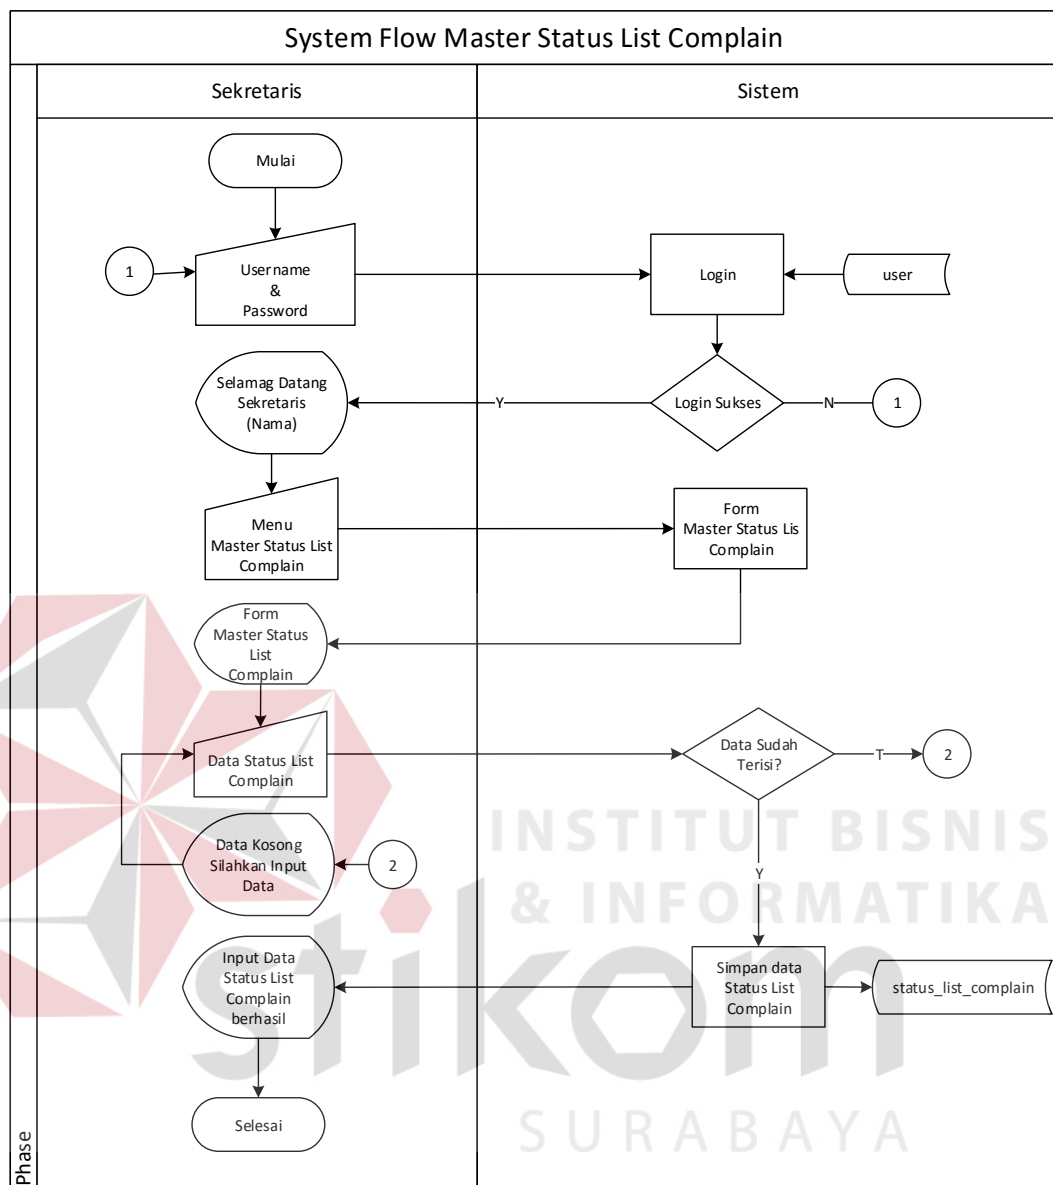 System Flow Master Status List Complain
Sekretaris
Sistem
Mulai
1
Username
&
Password
Login
user
Selamag Datang
Sekretaris
(Nama)
Y
Login Sukses
N
1
Menu
Master Status List
Complain
Form
Master Status Lis
Complain
Form
Master Status
List
Complain
Data Status List
Complain
Data Sudah
Terisi?
T
2
Data Kosong
Silahkan Input
Data
2
Y
Input Data
Status List
Complain
berhasil
Simpan data
Status List
Complain
status_list_complain
Selesai
Phase
INSTITUT BISNIS
& INFORMATIKA
stikom
SURABAYA